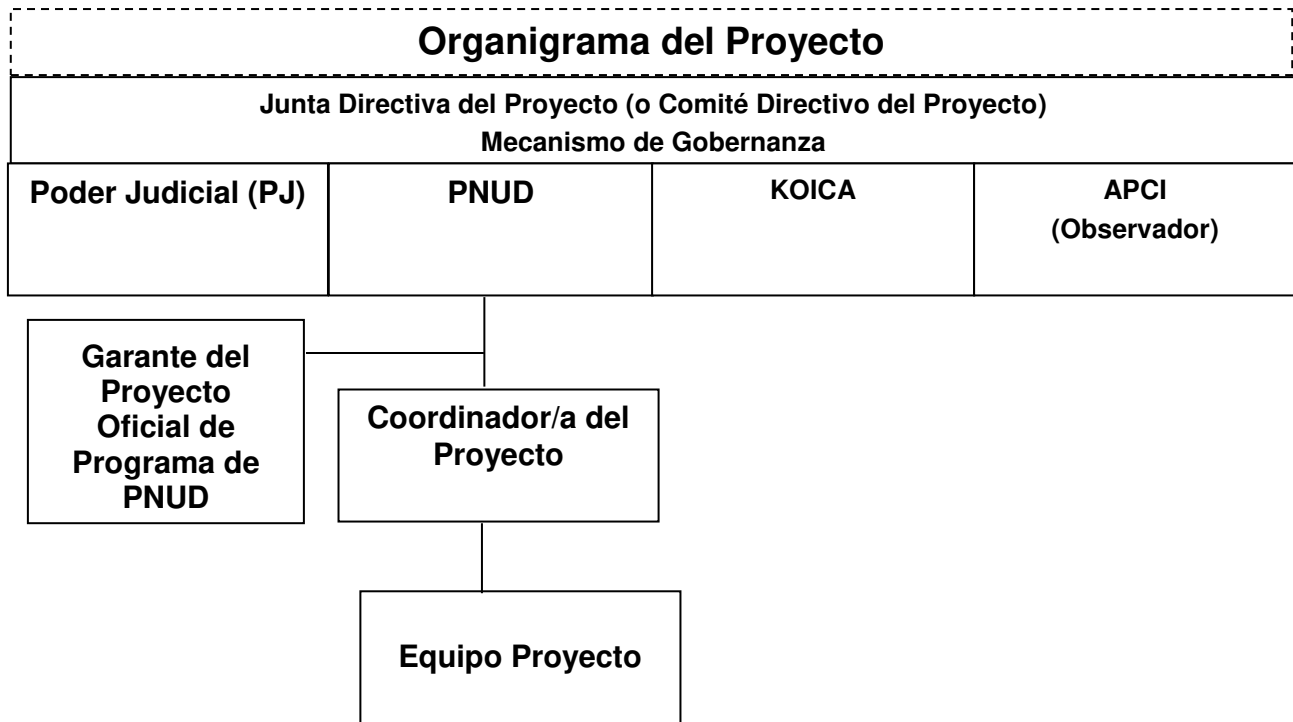 Organigrama del Proyecto
Junta Directiva del Proyecto (o Comité Directivo del Proyecto)
Mecanismo de Gobernanza
Poder Judicial (PJ)
PNUD
KOICA
APCI
(Observador)
Garante del
Proyecto
Oficial de
Programa de
PNUD
Coordinador/a del
Proyecto
Equipo Proyecto